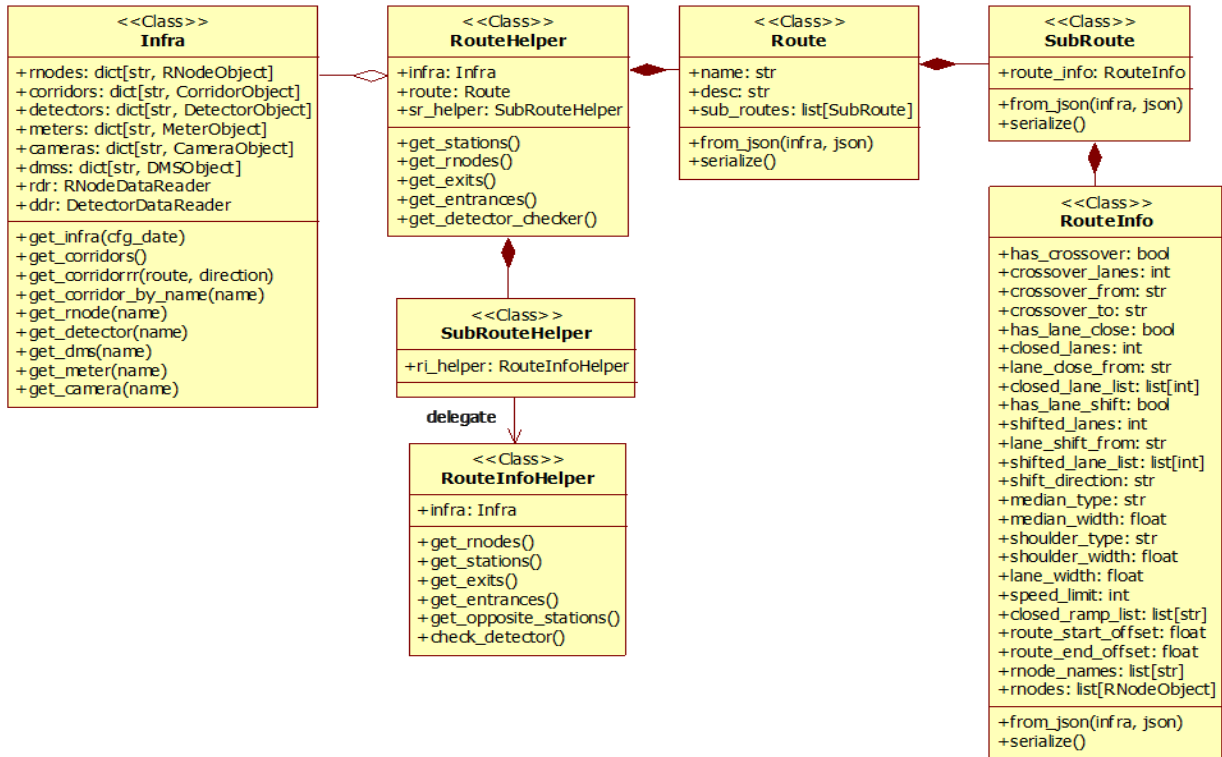 <<Class>>
Infra
+rnodes: dict[str, RNodeObject]
+corridors: dict[str, CorridorObject]
+detectors: dict[str, DetectorObject]
+meters: dict[str, MeterObject]
+cameras: dict[str, CameraObject]
+dmss: dict[str, DMSObject]
+rdr: RNodeDataReader
+ddr: DetectorDataReader
+get_infra(cfg_date)
+get_corridors()
+get_corridorrr(route, direction)
+get_corridor_by_name(name)
+get_rnode(name)
+get_detector(name)
+get_dms(name)
+get_meter(name)
+get_camera(name)
<<Class>>
RouteHelper
+infra: Infra
+route: Route
+sr_helper: SubRouteHelper
+get_stations()
+get_rnodes()
+get_exits()
+get_entrances()
+get_detector_checker()
<<Class>>
Route
+name: str
+desc: str
+sub_routes: list[SubRoute]
+from_json(infra, json)
+serialize()
<<Class>>
SubRoute
+route_info: RouteInfo
+from_json(infra, json)
+serialize()
<<Class>>
SubRouteHelper
+ri_helper: RouteInfoHelper
delegate
<<Class>>
RouteInfoHelper
+infra: Infra
+get_rnodes()
+get_stations()
+get_exits()
+get_entrances()
+get_opposite_stations()
+check_detector()
<<Class>>
RouteInfo
+has_crossover: bool
+crossover_lanes: int
+crossover_from: str
+crossover_to: str
+has_lane_close: bool
+closed_lanes: int
+lane_close_from: str
+closed_lane_list: list[int]
+has_lane_shift: bool
+shifted_lanes: int
+lane_shift_from: str
+shifted_lane_list: list[int]
+shift_direction: str
+median_type: str
+median_width: float
+shoulder_type: str
+shoulder_width: float
+lane_width: float
+speed_limit: int
+closed_ramp_list: list[str]
+route_start_offset: float
+route_end_offset: float
+rnode_names: list[str]
+rnodes: list[RNodeObject]
+from_json(infra, json)
+serialize()